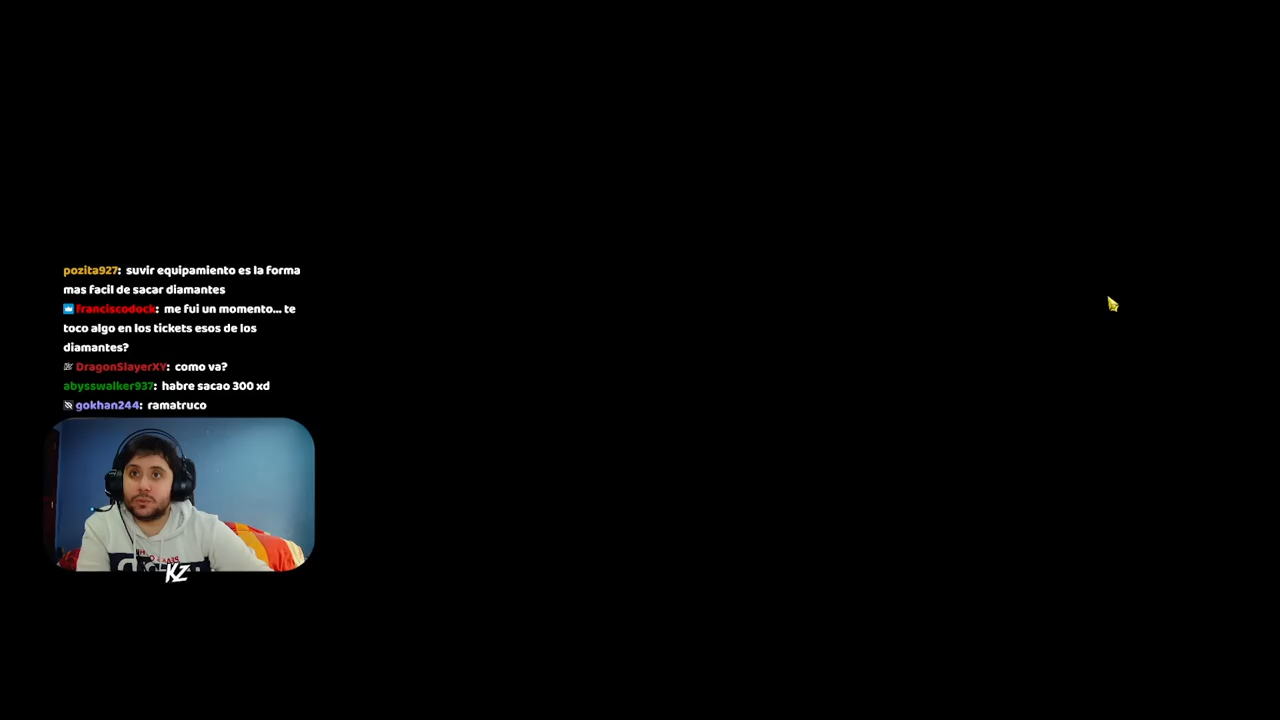 pozita927: suvir equipamiento es la forma
mas facil de sacar diamantes
franciscodock: me fui un momento... te
toco algo en los tickets esos de los
diamantes?
DragonSlayerXY: como va?
abysswalker937: habre sacao 300 xd
gokhan244: ramatruco
KZ